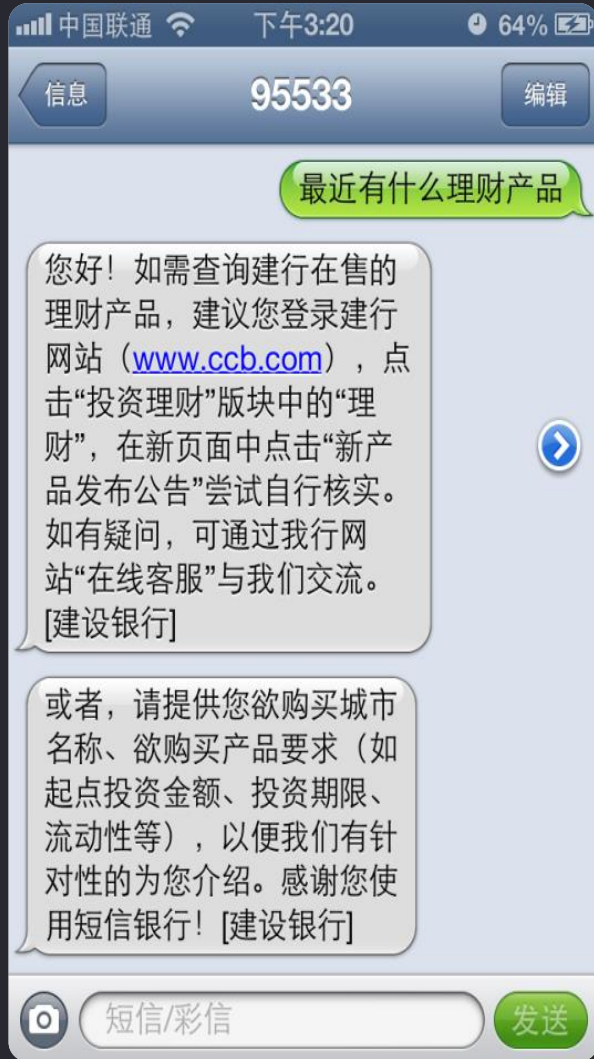 中国联通 下午3:20 64%
信息 95533 编辑
最近有什么理财产品
您好！如需查询建行在售的
理财产品，建议您登录建行
网站（www.ccb.com），点
击“投资理财”版块中的“理
财”，在新页面中点击“新产
品发布公告”尝试自行核实。
如有疑问，可通过我行网
站“在线客服”与我们交流。
[建设银行]
或者，请提供您欲购买城市
名称、欲购买产品要求（如
起点投资金额、投资期限、
流动性等），以便我们有针
对性的为您介绍。感谢您使
用短信银行！[建设银行]
短信/彩信 发送